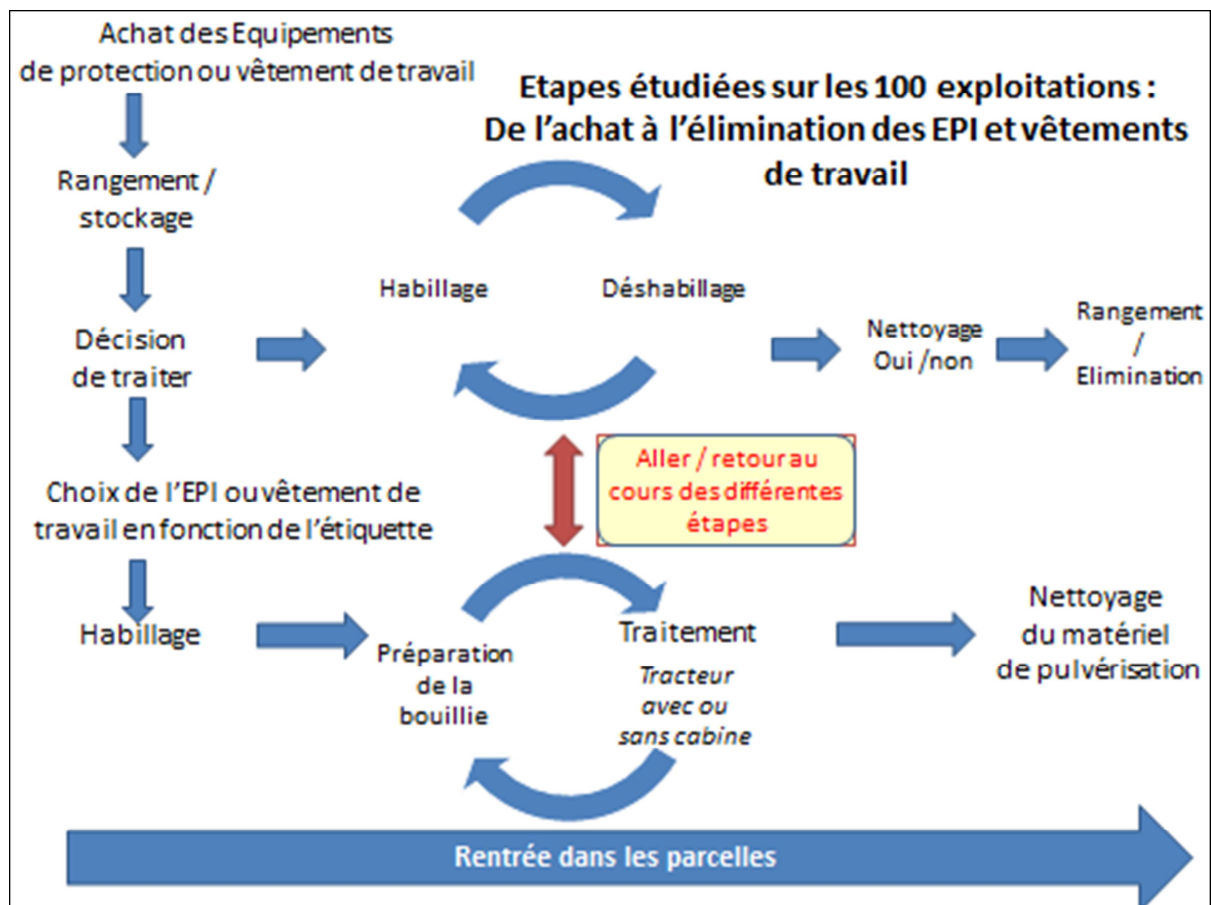 Achat des Equipements
de protection ou vêtement de travail
Etapes étudiées sur les 100 exploitations :
De l'achat à l'élimination des EPI et vêtements
de travail
Rangement /
stockage
Habillage
Déshabillage
Décision
de traiter
Nettoyage
Oui /non
Rangement
/
Elimination
Aller / retour au
cours des différentes
étapes
Choix de l'EPI ou vêtement de
travail en fonction de l'étiquette
Habillage
Préparation
de la
bouillie
Traitement
Tracteur
avec ou
sans cabine
Nettoyage
du matériel
de pulvérisation
Rentrée dans les parcelles